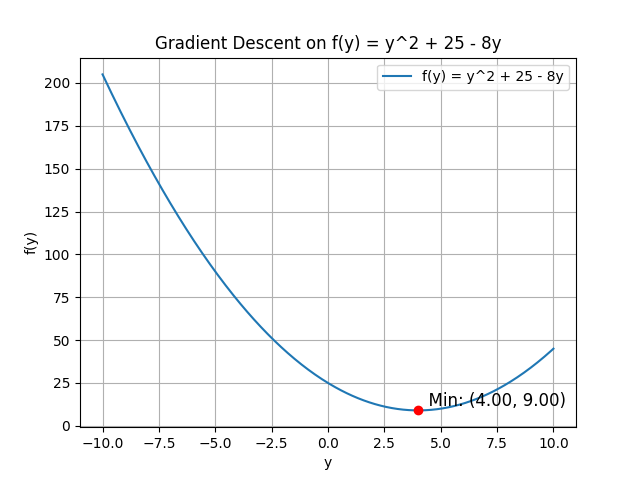 Gradient Descent on f(y) = y^2 + 25 - 8y
f(y) = y^2 + 25 - 8y
200
175
150
125
100
75
50
25
0
f(y)
Min: (4.00, 9.00)
−10.0 −7.5 −5.0 −2.5 0.0 2.5 5.0 7.5 10.0
y